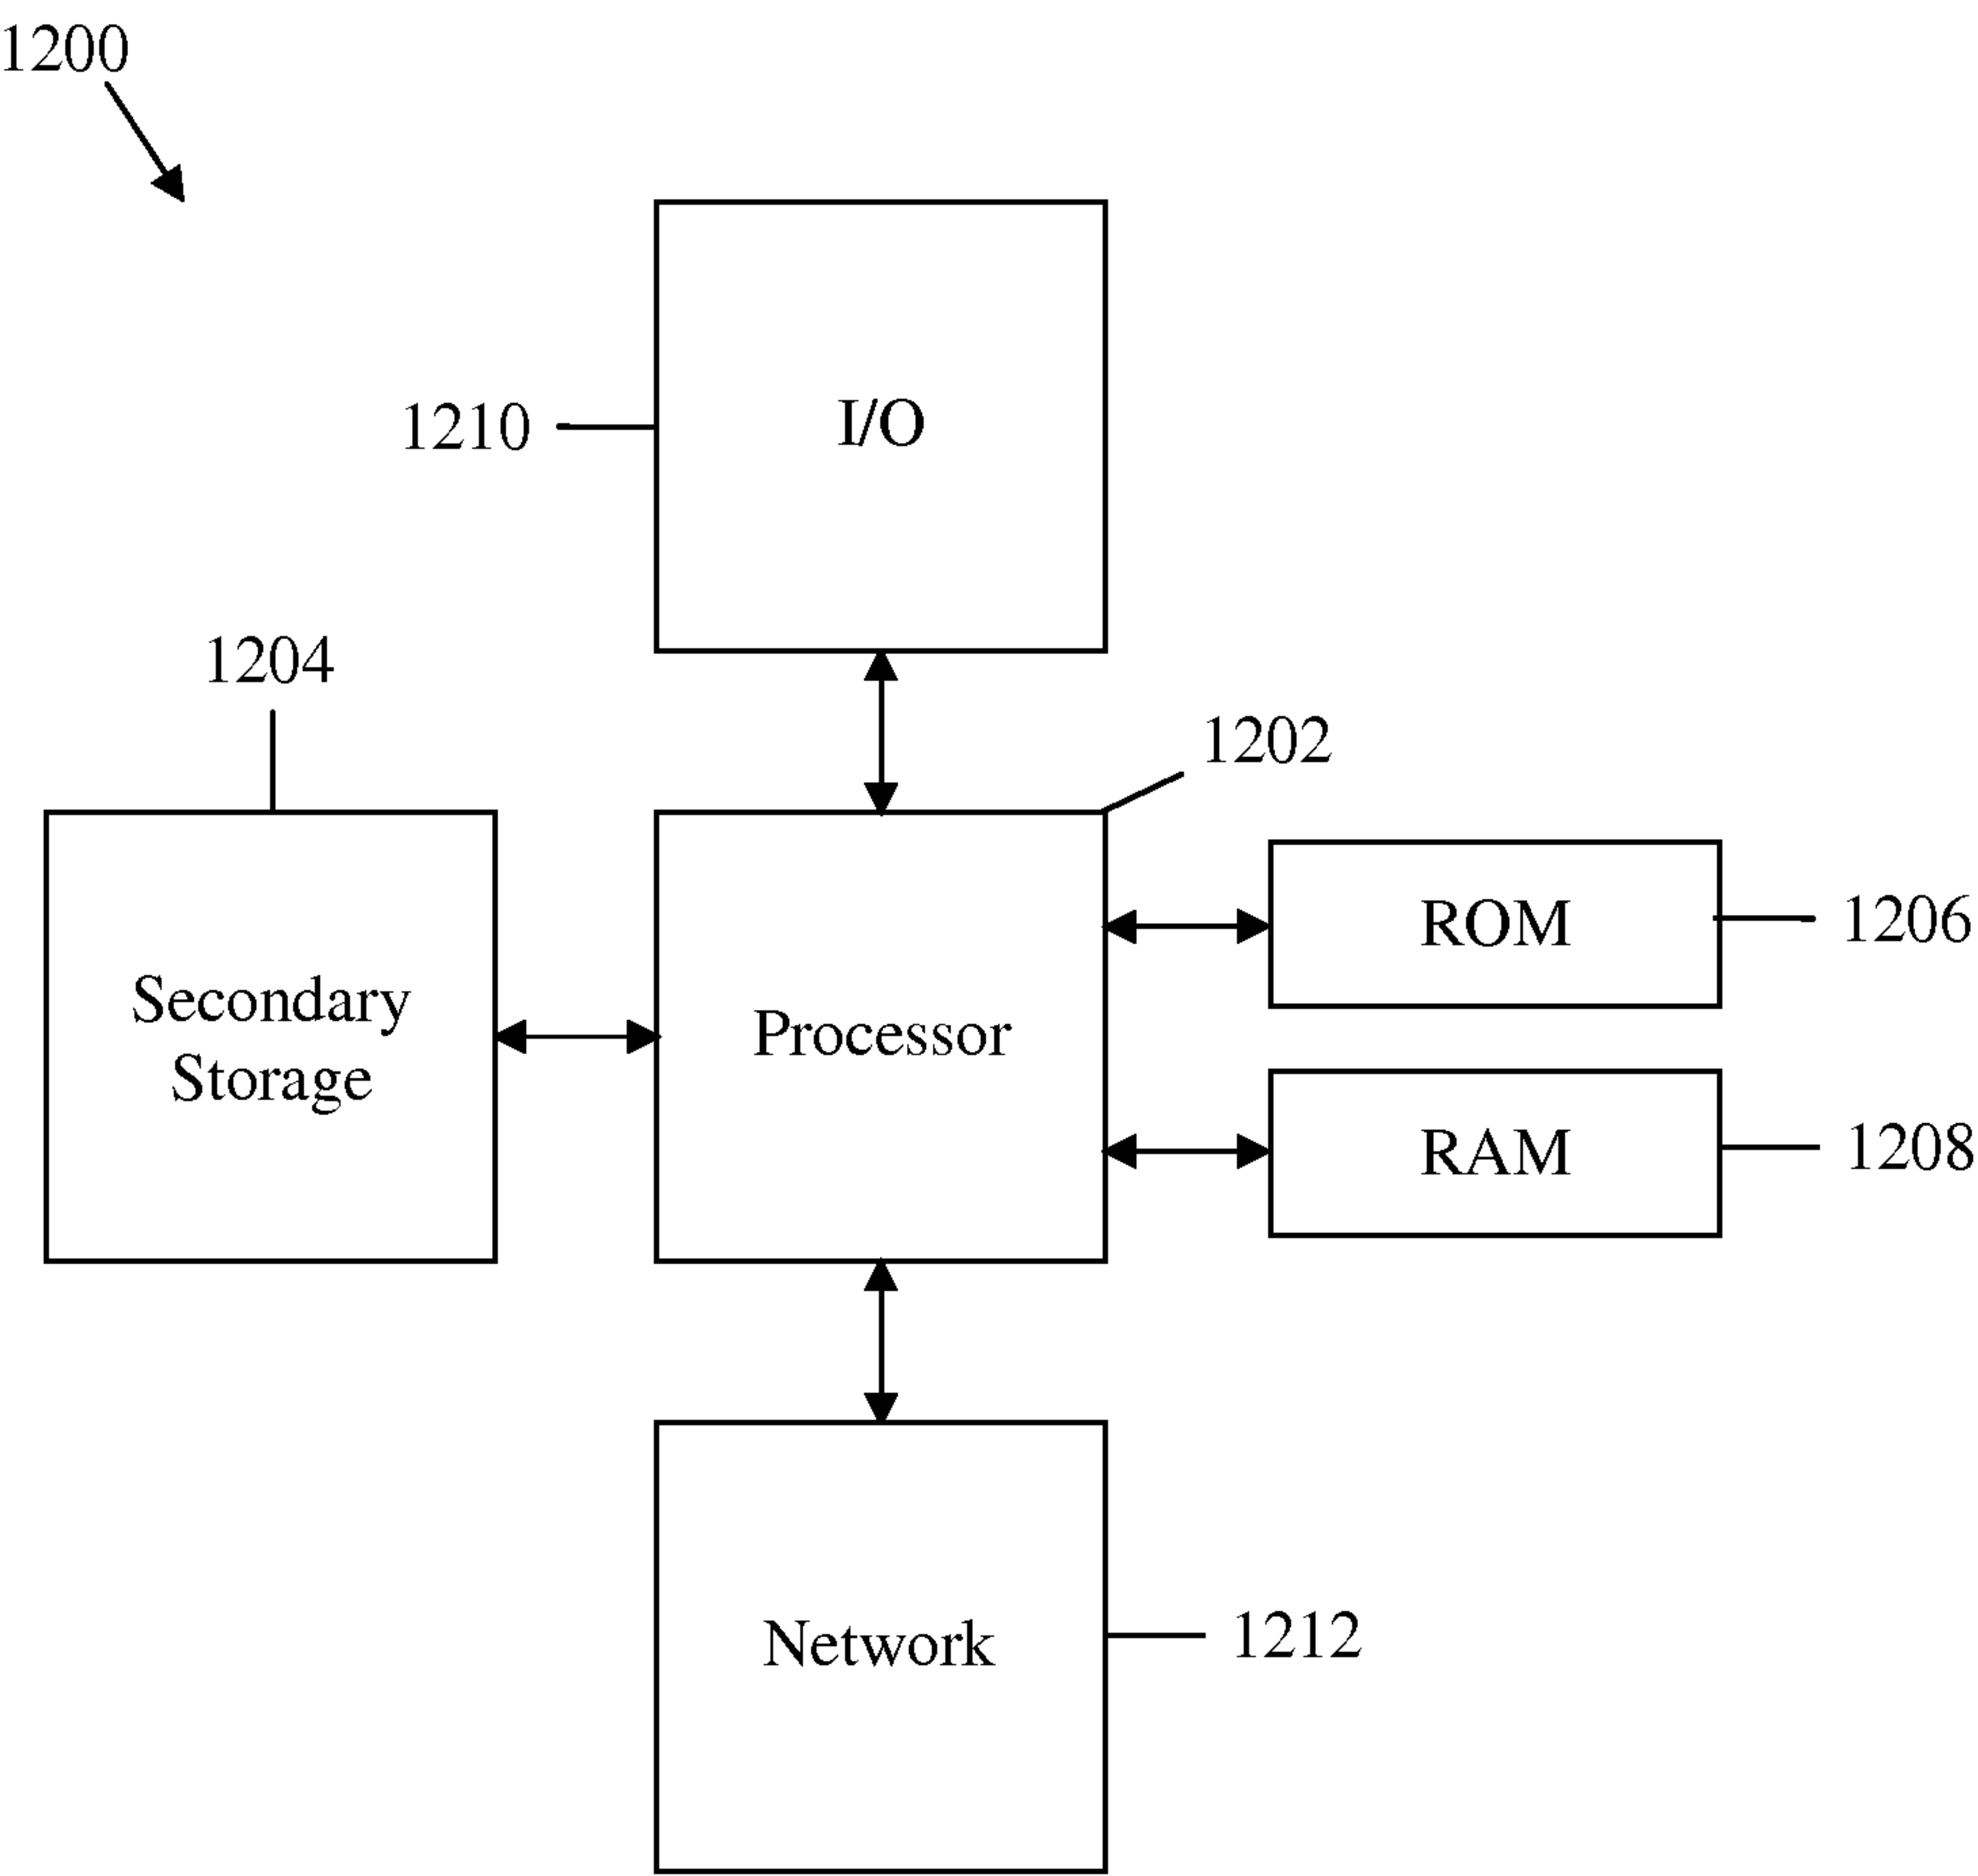 1200
I/O
1210
1204
1202
ROM
1206
Secondary
Storage
Processor
RAM
1208
Network
1212